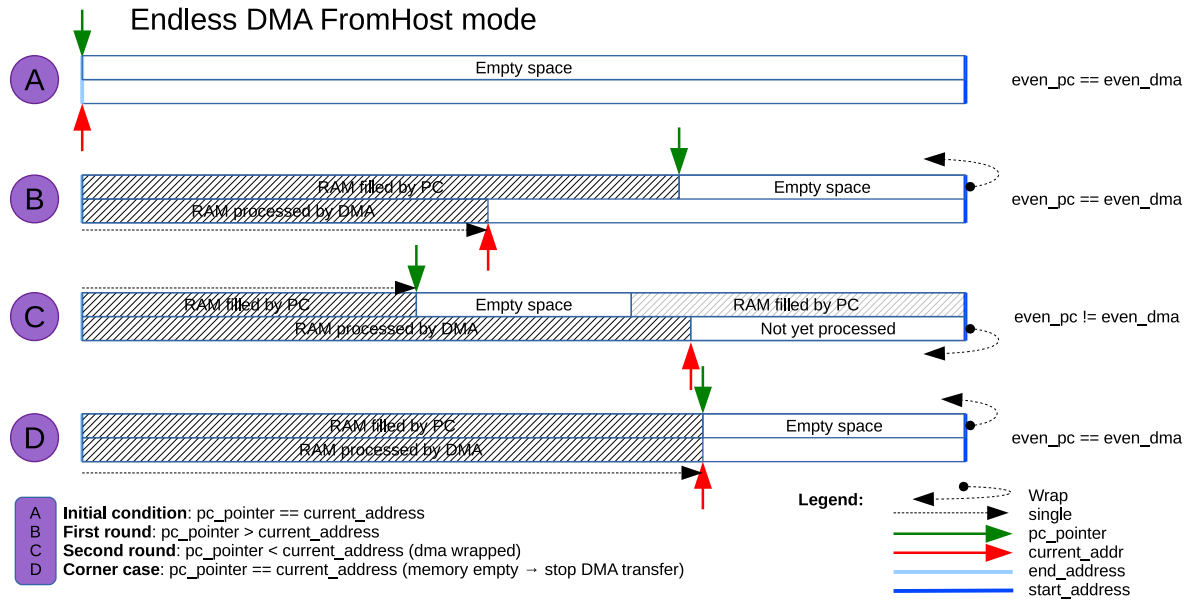 Endless DMA FromHost mode
A
Empty space
even_pc == even_dma
B
RAM filled by PC
Empty space
RAM processed by DMA
even_pc == even_dma
C
RAM filled by PC
Empty space
RAM filled by PC
RAM processed by DMA
Not yet processed
even_pc != even_dma
D
RAM filled by PC
Empty space
RAM processed by DMA
even_pc == even_dma
A Initial condition: pc_pointer == current_address
B First round: pc_pointer > current_address
C Second round: pc_pointer < current_address (dma wrapped)
D Corner case: pc_pointer == current_address (memory empty → stop DMA transfer)
Legend:
Wrap
single
pc_pointer
current_addr
end_address
start_address